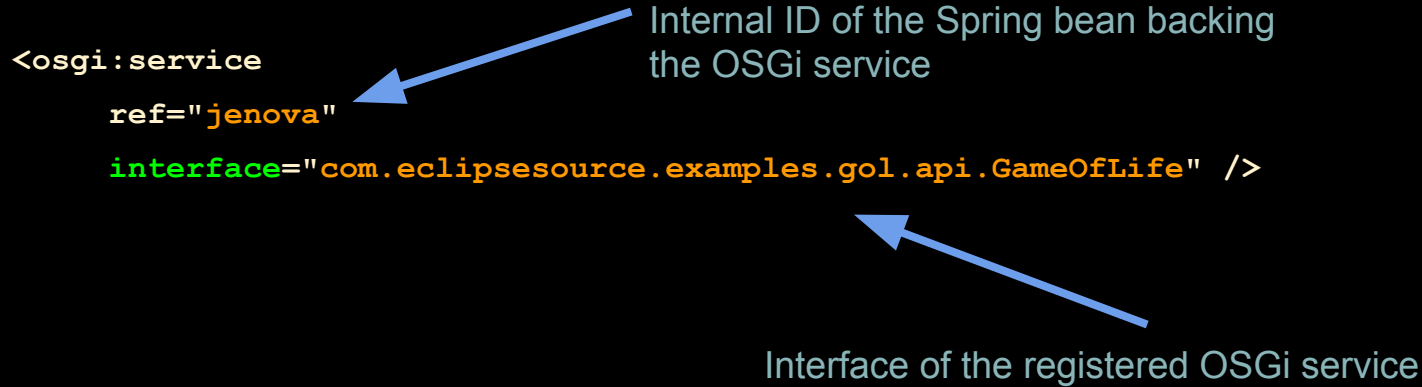 Internal ID of the Spring bean backing
the OSGi service
<osgi:service
ref="jenova"
interface="com.eclipsesource.examples.gol.api.GameOfLife" />
Interface of the registered OSGi service